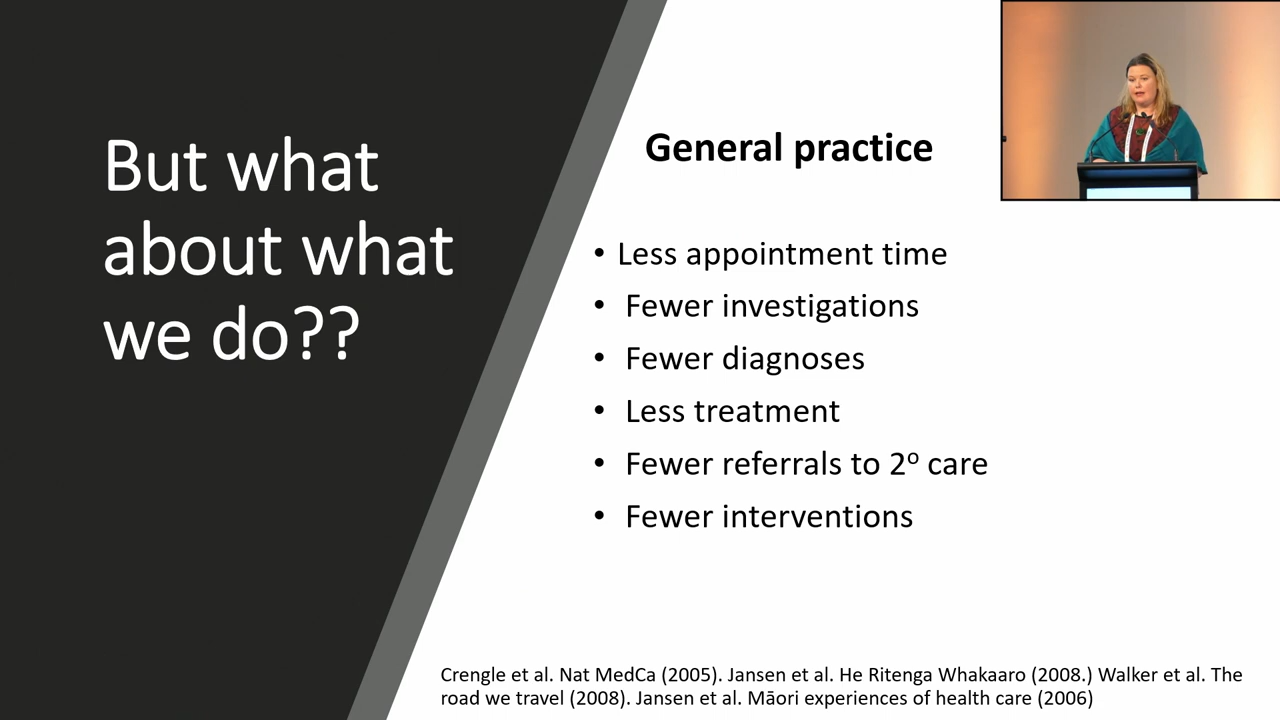 But what
about what
we do??
General practice
• Less appointment time
• Fewer investigations
• Fewer diagnoses
• Less treatment
• Fewer referrals to 2º care
• Fewer interventions
Crengle et al. Nat MedCa (2005). Jansen et al. He Ritenga Whakaaro (2008.) Walker et al. The
road we travel (2008). Jansen et al. Māori experiences of health care (2006)